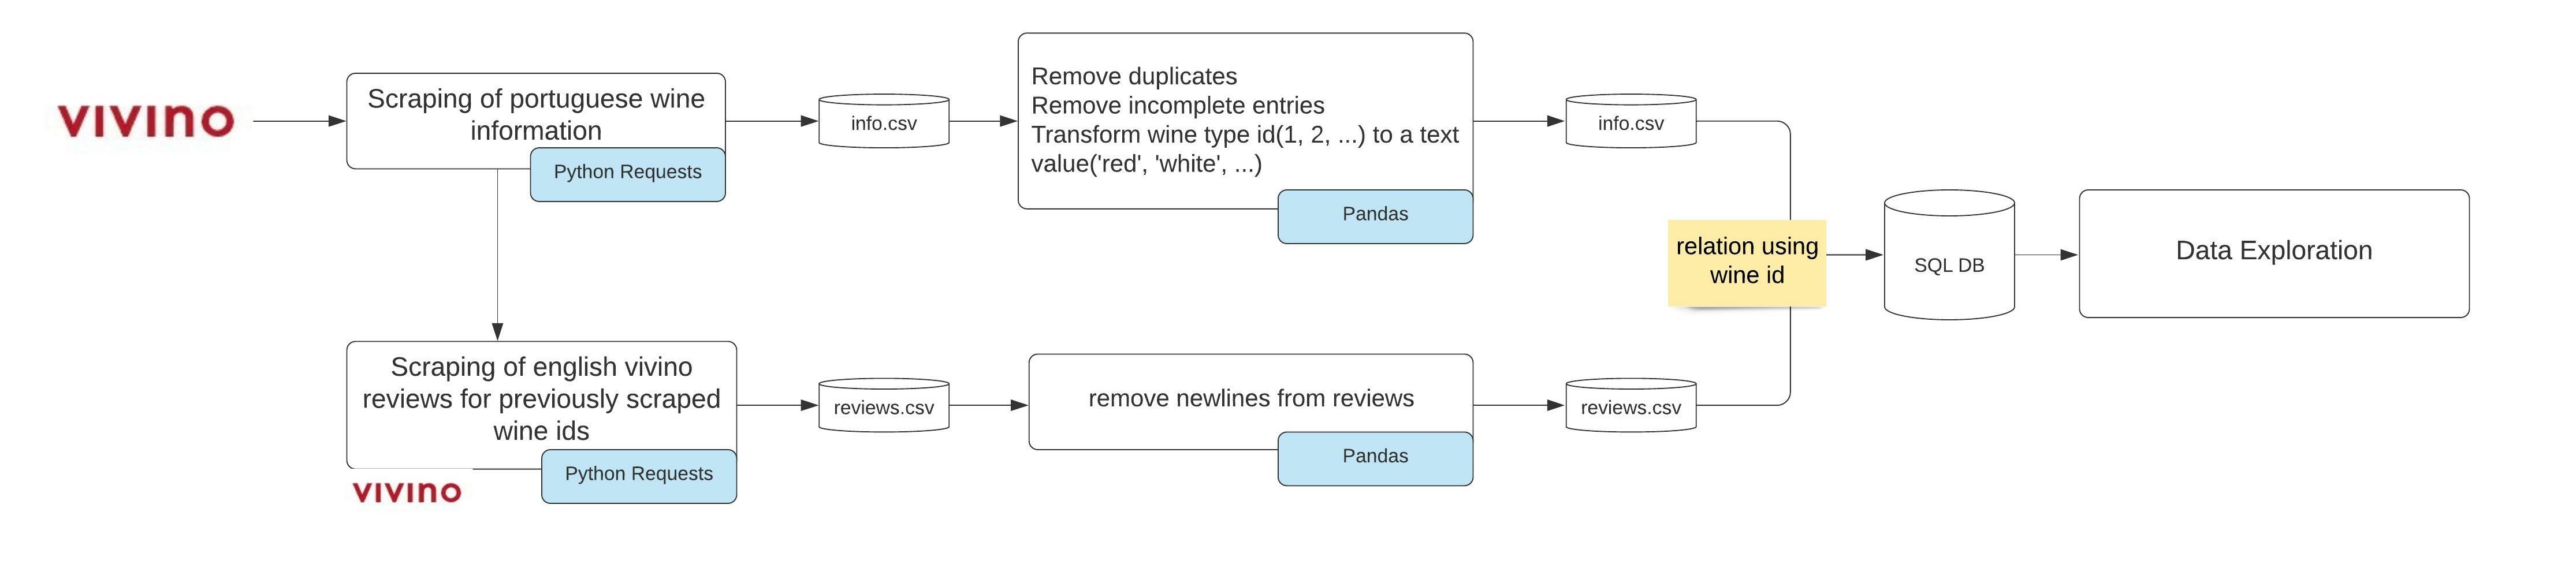 vivino
Scraping of portuguese wine
information
Python Requests
info.csv
Remove duplicates
Remove incomplete entries
Transform wine type id(1, 2, ...) to a text
value('red', 'white', ...)
Pandas
info.csv
Scraping of english vivino
reviews for previously scraped
wine ids
Python Requests
vivino
reviews.csv
remove newlines from reviews
Pandas
reviews.csv
relation using
wine id
SQL DB
Data Exploration